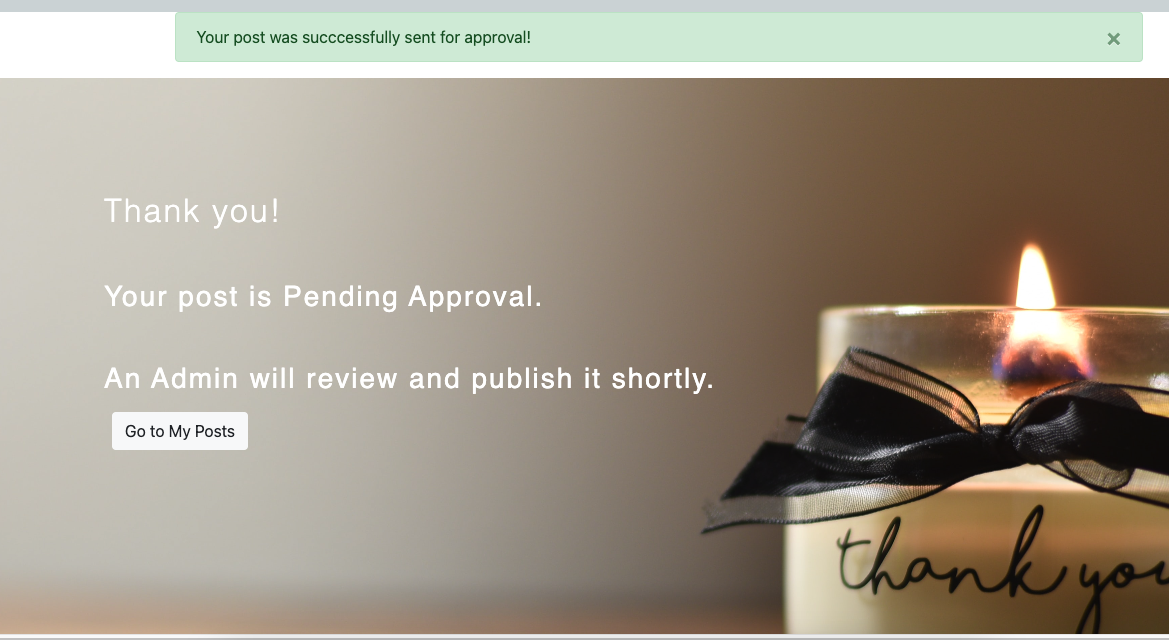 Your post was succcessfully sent for approval!
×
Thank you!
Your post is Pending Approval.
An Admin will review and publish it shortly.
Go to My Posts
thank you